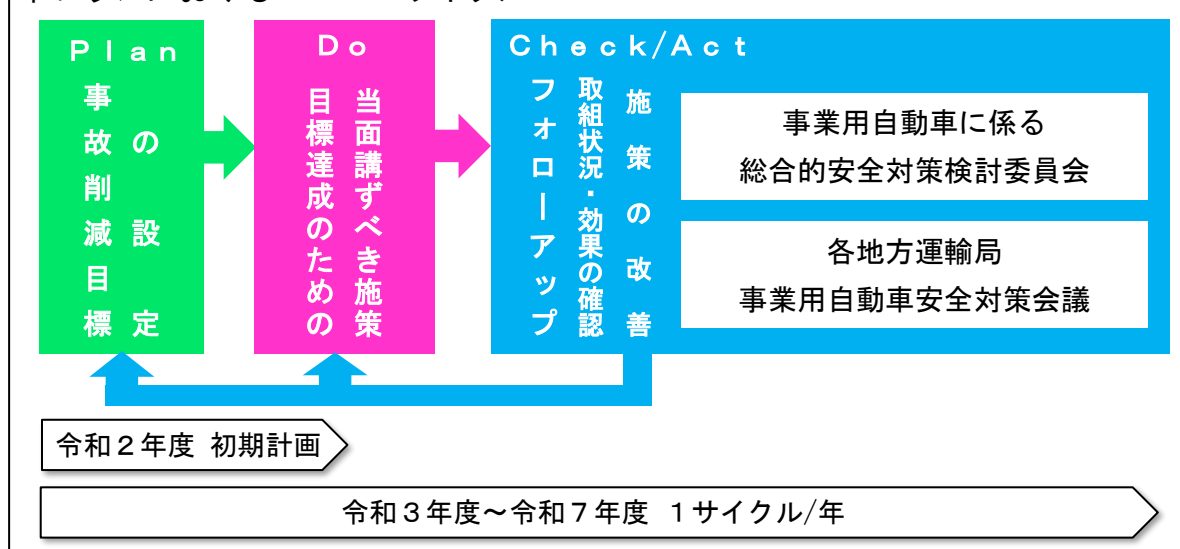 Plan
事故削減目標
の設定
Do
目標達成のための
当面講ずべき施策
Check/Act
フォローアップ
取組状況・効果の確認
施策の改善
事業用自動車に係る
総合的安全対策検討委員会
各地方運輸局
事業用自動車安全対策会議
令和２年度 初期計画
令和３年度～令和７年度 １サイクル/年